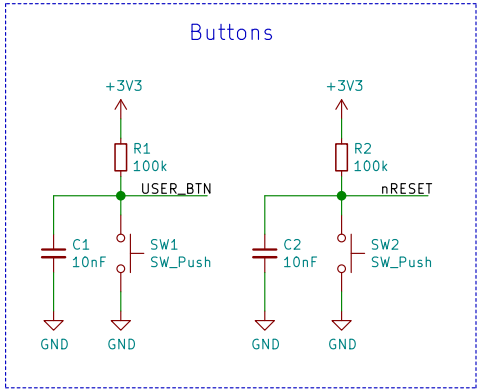 Buttons
+3V3
+3V3
R1
100k
R2
100k
USER_BTN
nRESET
C1
10nF
SW1
SW_Push
C2
10nF
SW2
SW_Push
GND
GND
GND
GND